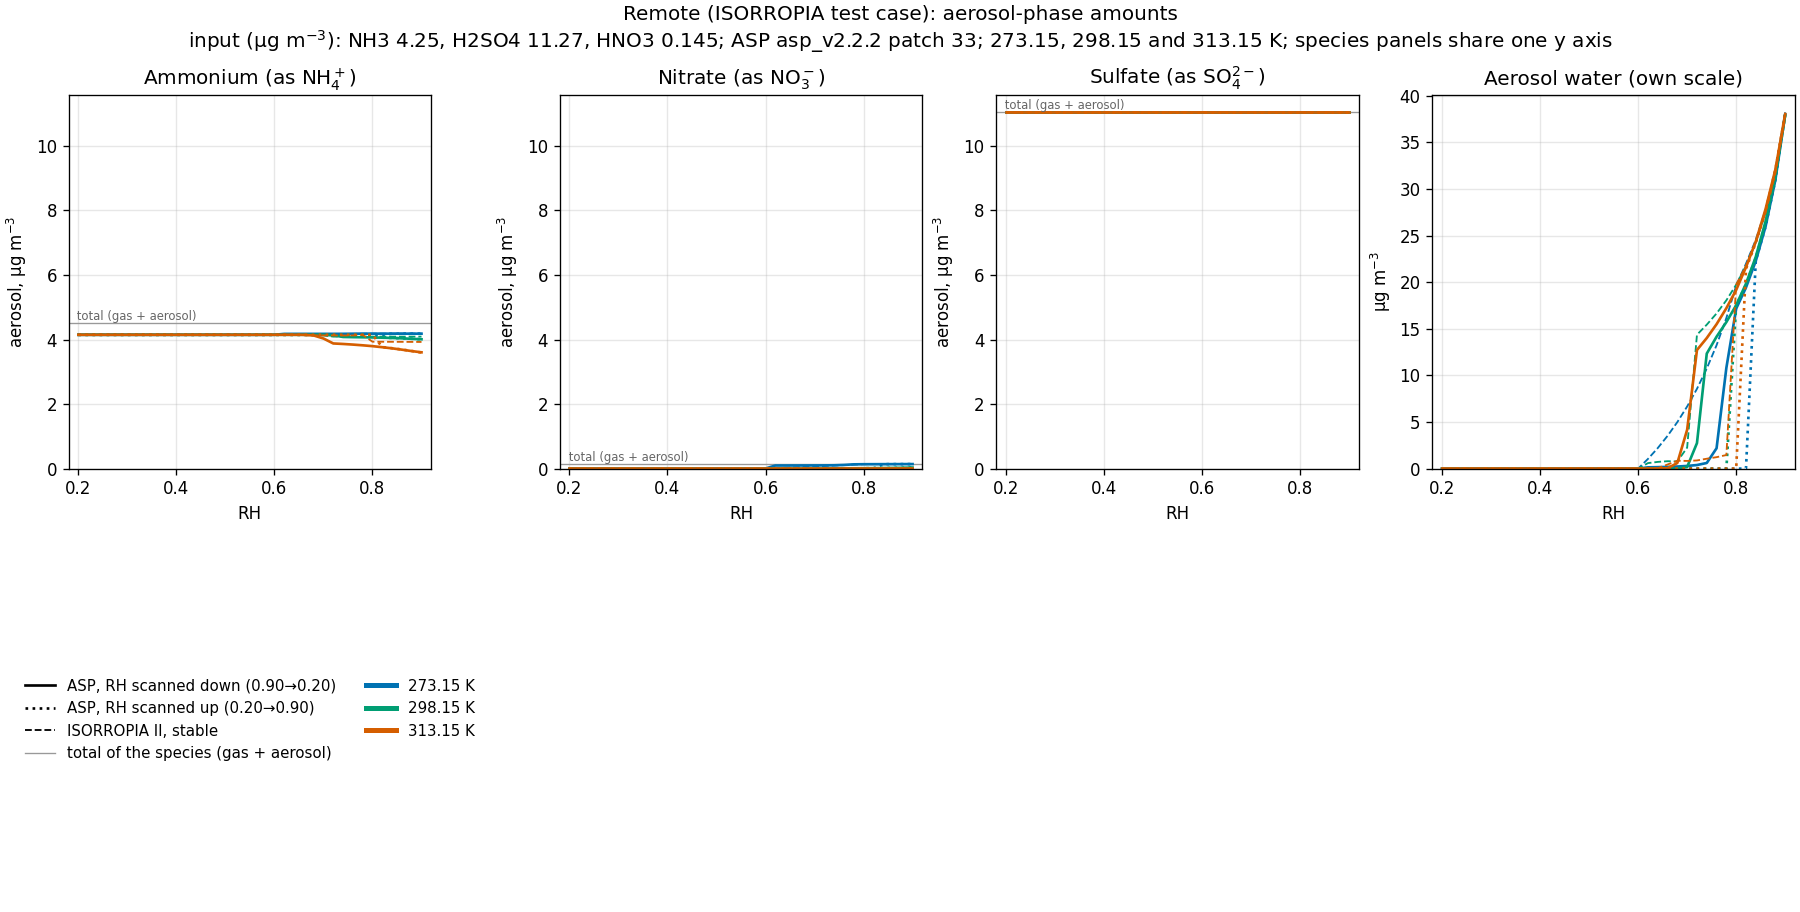 Remote (ISORROPIA test case): aerosol-phase amounts
input (µg m⁻³): NH3 4.25, H2SO4 11.27, HNO3 0.145; ASP asp_v2.2.2 patch 33; 273.15, 298.15 and 313.15 K; species panels share one y axis
Ammonium (as NH₄⁺)
aerosol, µg m⁻³
10
8
6
4
2
0
total (gas + aerosol)
0.2 0.4 0.6 0.8
RH
Nitrate (as NO₃⁻)
aerosol, µg m⁻³
10
8
6
4
2
0
total (gas + aerosol)
0.2 0.4 0.6 0.8
RH
Sulfate (as SO₄²⁻)
aerosol, µg m⁻³
total (gas + aerosol)
10
8
6
4
2
0
0.2 0.4 0.6 0.8
RH
Aerosol water (own scale)
µg m⁻³
40
35
30
25
20
15
10
5
0
0.2 0.4 0.6 0.8
RH
ASP, RH scanned down (0.90→0.20)
ASP, RH scanned up (0.20→0.90)
ISORROPIA II, stable
total of the species (gas + aerosol)
273.15 K
298.15 K
313.15 K